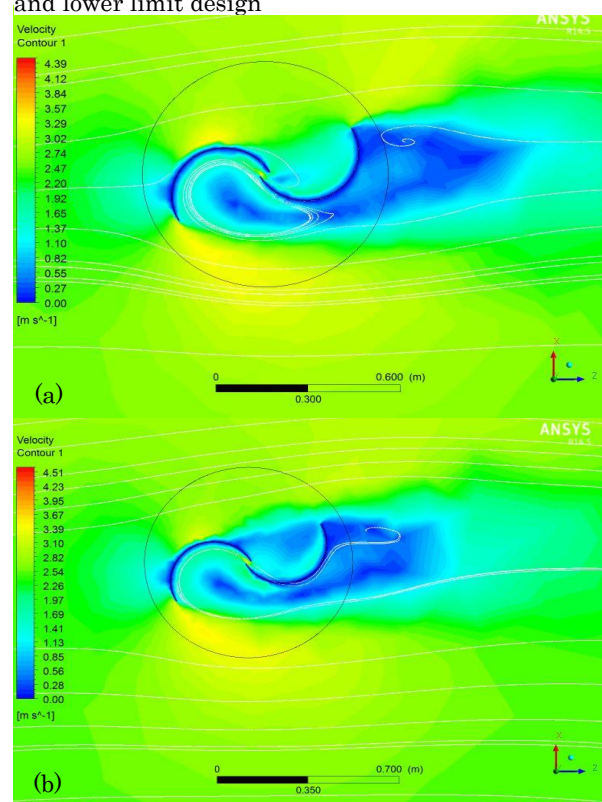 and lower limit design
ANSYS
R14.5
Velocity
Contour 1
4.39
4.12
3.84
3.57
3.29
3.02
2.74
2.47
2.20
1.92
1.65
1.37
1.10
0.82
0.55
0.27
0.00
[m s^-1]
X
Z
0 0.600 (m)
0.300
(a)
ANSYS
R14.5
Velocity
Contour 1
4.51
4.23
3.95
3.67
3.39
3.10
2.82
2.54
2.26
1.97
1.69
1.41
1.13
0.85
0.56
0.28
0.00
[m s^-1]
X
Z
0 0.700 (m)
0.350
(b)